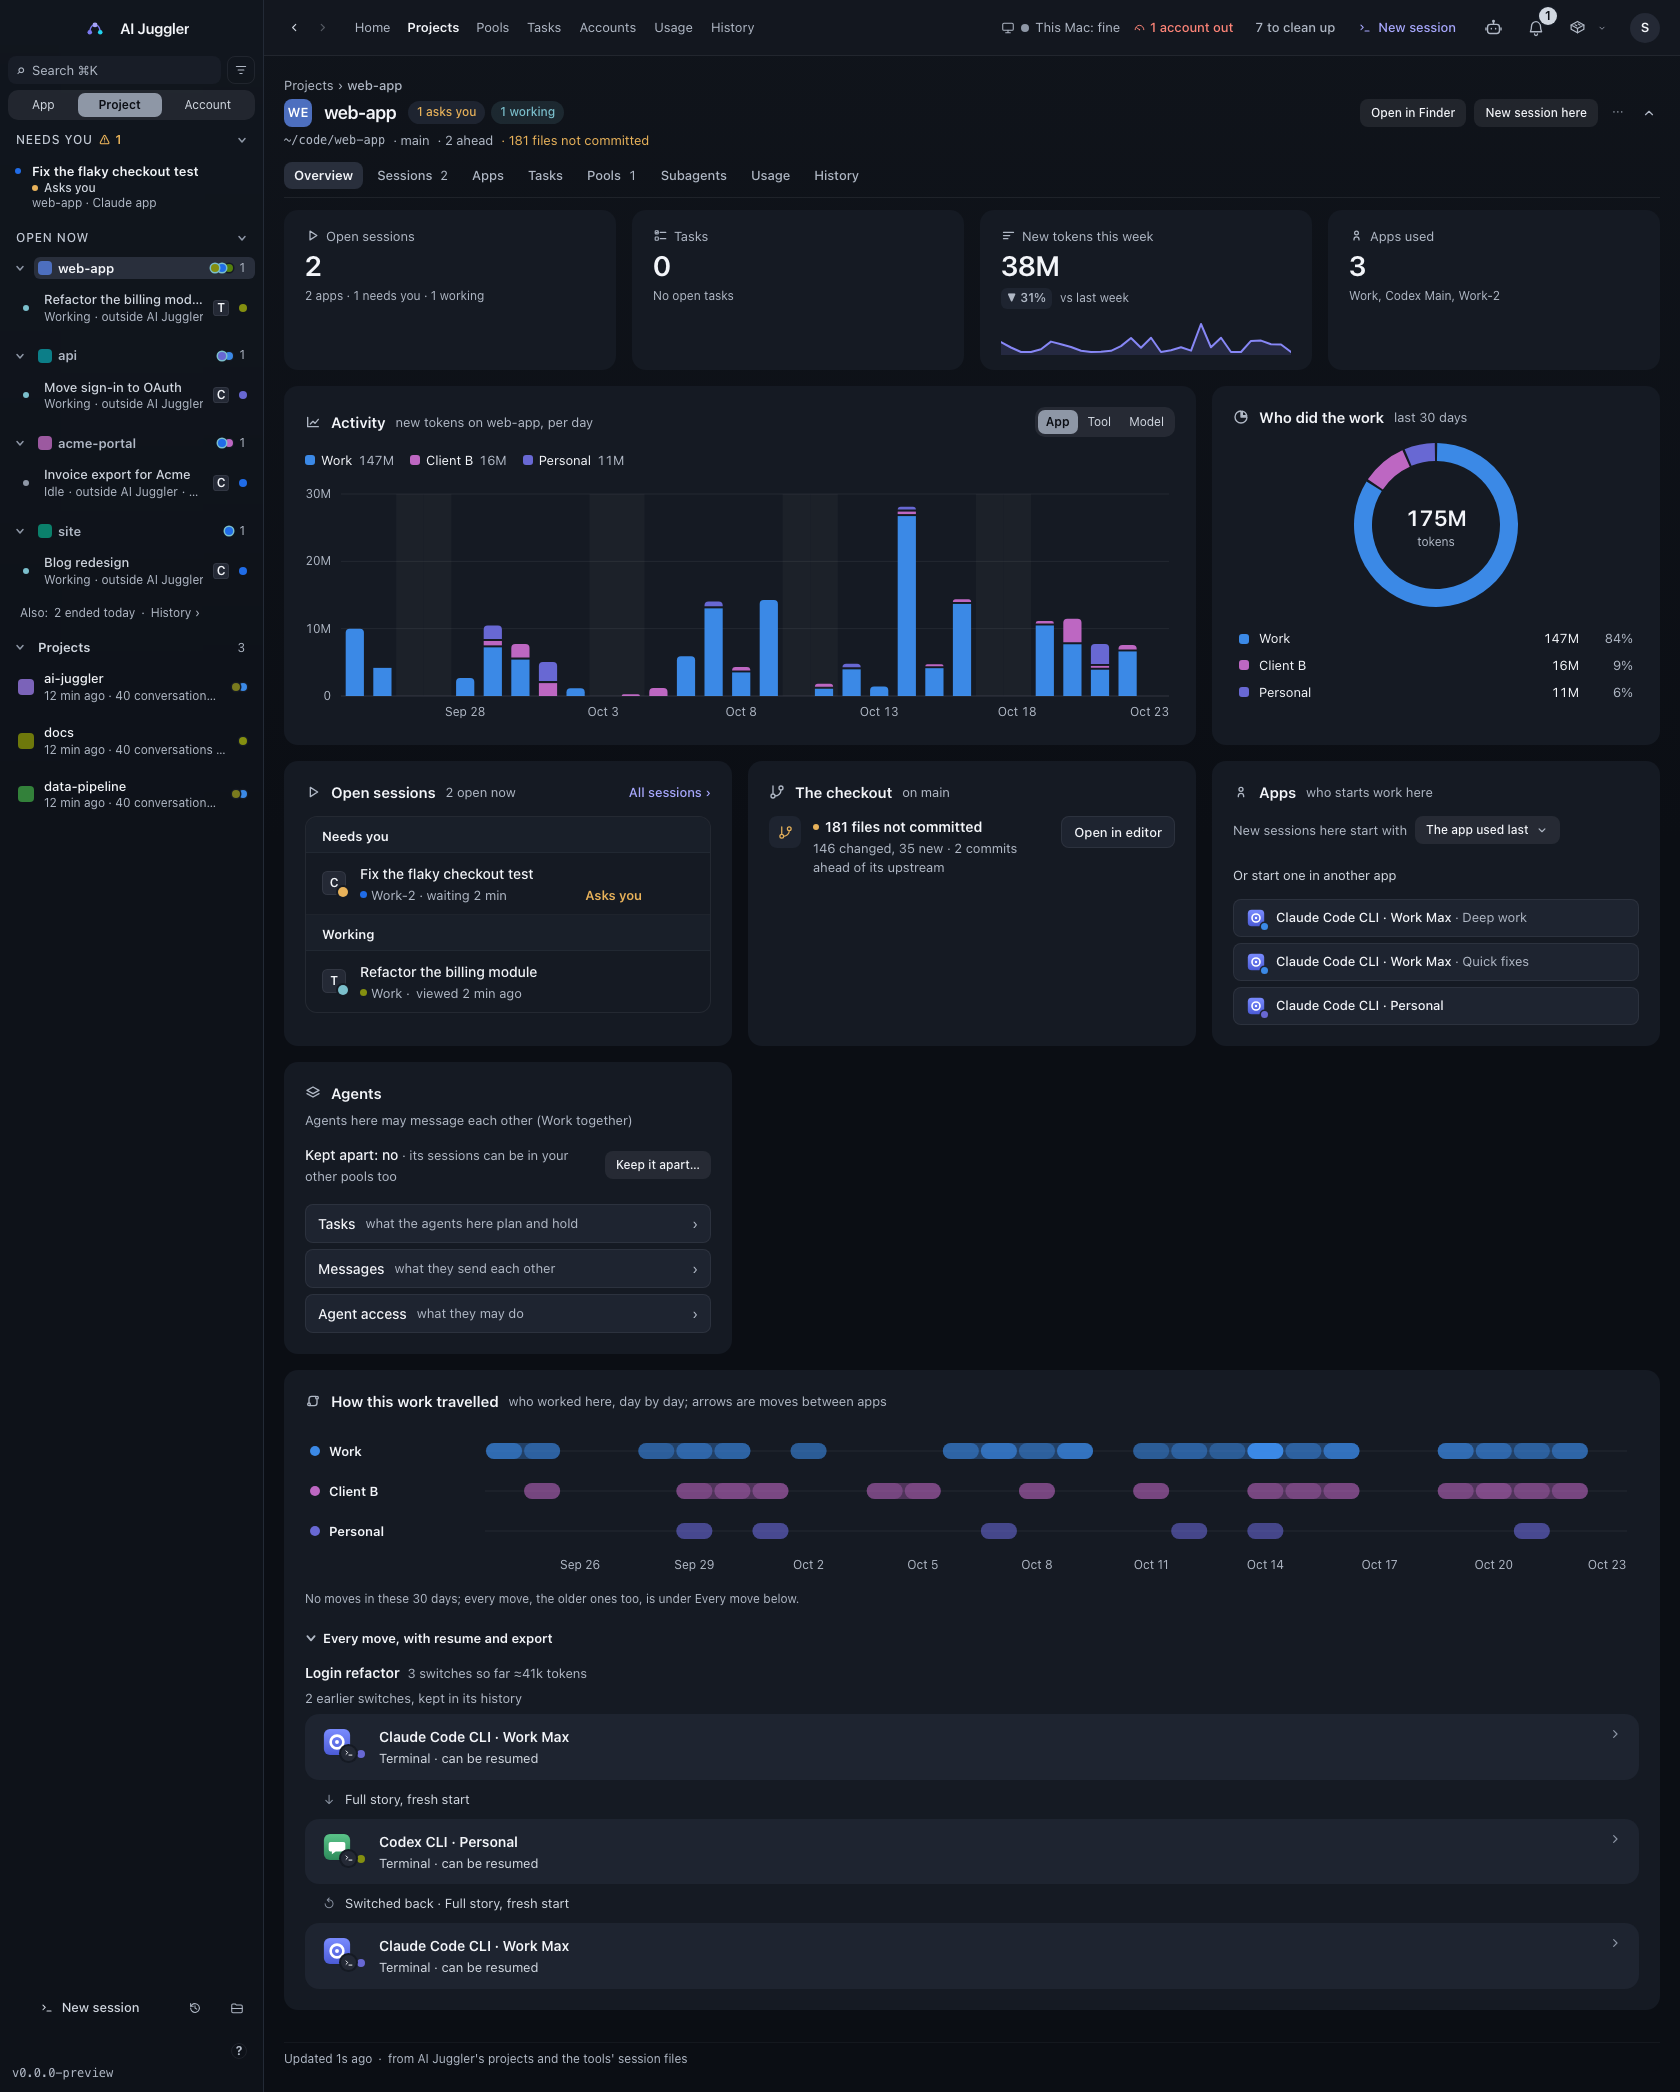 AI Juggler
Search ⌘K
App Project Account
NEEDS YOU 1
Fix the flaky checkout test
Asks you
web-app · Claude app
OPEN NOW
web-app 1
Refactor the billing mod... T
Working · outside AI Juggler
api 1
Move sign-in to OAuth C
Working · outside AI Juggler
acme-portal 1
Invoice export for Acme C
Idle · outside AI Juggler · ...
site 1
Blog redesign C
Working · outside AI Juggler
Also: 2 ended today · History ›
Projects 3
ai-juggler
12 min ago · 40 conversation...
docs
12 min ago · 40 conversations ...
data-pipeline
12 min ago · 40 conversation...
New session
?
v0.0.0-preview
‹ › Home Projects Pools Tasks Accounts Usage History
This Mac: fine 1 account out 7 to clean up New session 1 S
Projects › web-app
WE web-app 1 asks you 1 working
Open in Finder New session here ...
~/code/web-app · main · 2 ahead · 181 files not committed
Overview Sessions 2 Apps Tasks Pools 1 Subagents Usage History
Open sessions
2
2 apps · 1 needs you · 1 working
Tasks
0
No open tasks
New tokens this week
38M
▼ 31% vs last week
Apps used
3
Work, Codex Main, Work-2
Activity new tokens on web-app, per day
App Tool Model
Work 147M Client B 16M Personal 11M
30M
20M
10M
0
Sep 28 Oct 3 Oct 8 Oct 13 Oct 18 Oct 23
Who did the work last 30 days
175M
tokens
Work 147M 84%
Client B 16M 9%
Personal 11M 6%
Open sessions 2 open now All sessions ›
Needs you
C Fix the flaky checkout test
Work-2 · waiting 2 min Asks you
Working
T Refactor the billing module
Work · viewed 2 min ago
The checkout on main
181 files not committed
146 changed, 35 new · 2 commits
ahead of its upstream
Open in editor
Apps who starts work here
New sessions here start with The app used last
Or start one in another app
Claude Code CLI · Work Max · Deep work
Claude Code CLI · Work Max · Quick fixes
Claude Code CLI · Personal
Agents
Agents here may message each other (Work together)
Kept apart: no · its sessions can be in your
other pools too
Keep it apart...
Tasks what the agents here plan and hold ›
Messages what they send each other ›
Agent access what they may do ›
How this work travelled who worked here, day by day; arrows are moves between apps
Work
Client B
Personal
Sep 26 Sep 29 Oct 2 Oct 5 Oct 8 Oct 11 Oct 14 Oct 17 Oct 20 Oct 23
No moves in these 30 days; every move, the older ones too, is under Every move below.
Every move, with resume and export
Login refactor 3 switches so far ≈41k tokens
2 earlier switches, kept in its history
Claude Code CLI · Work Max
Terminal · can be resumed
↓ Full story, fresh start
Codex CLI · Personal
Terminal · can be resumed
Switched back · Full story, fresh start
Claude Code CLI · Work Max
Terminal · can be resumed
Updated 1s ago · from AI Juggler's projects and the tools' session files